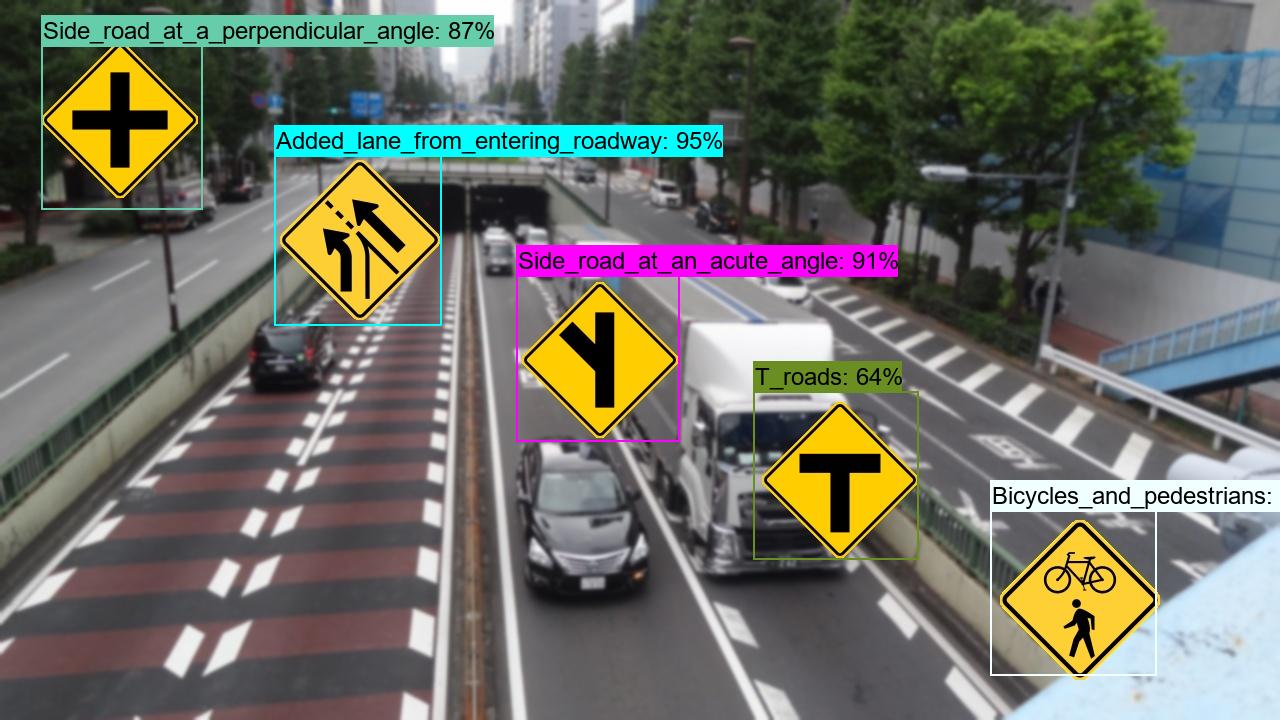 Side_road_at_a_perpendicular_angle: 87%
Added_lane_from_entering_roadway: 95%
Side_road_at_an_acute_angle: 91%
T_roads: 64%
Bicycles_and_pedestrians: